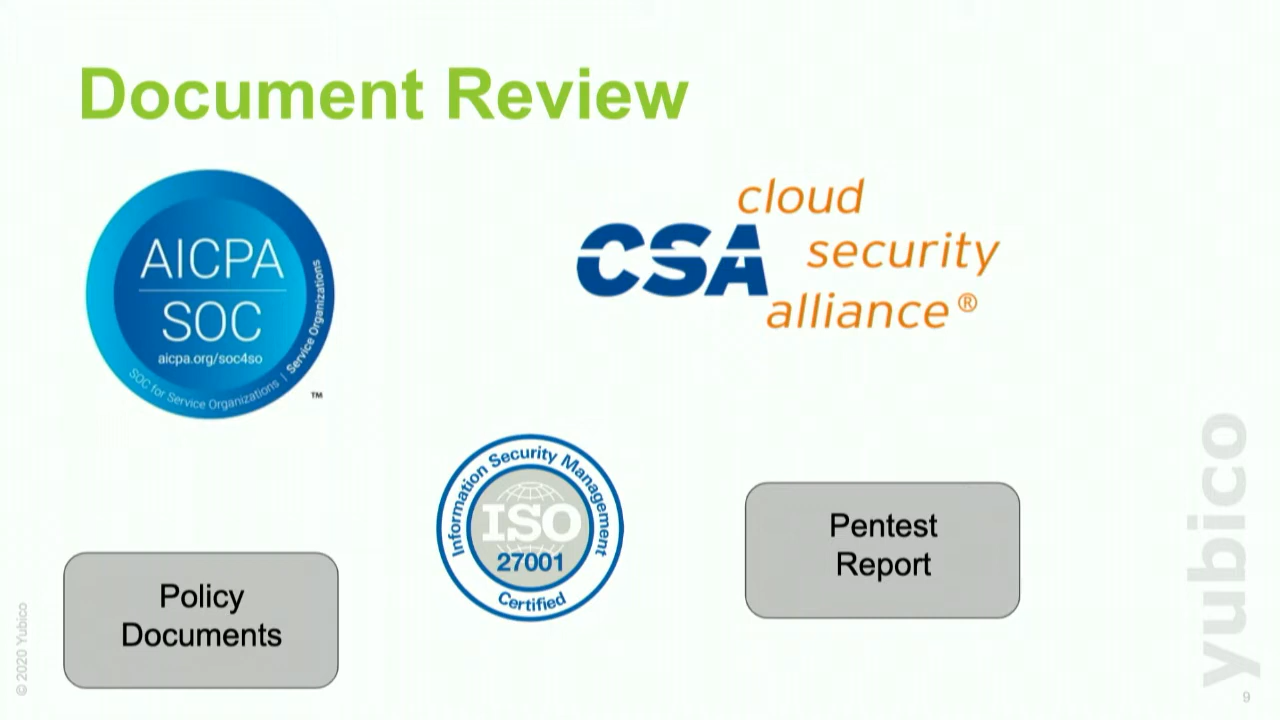 Document Review
AICPA
SOC
aicpa.org/soc4so
SOC for Service Organizations | Service Organizations
™
CSA
cloud
security
alliance®
Information Security Management
ISO
27001
Certified
Pentest
Report
Policy
Documents
© 2020 Yubico
yubico
9